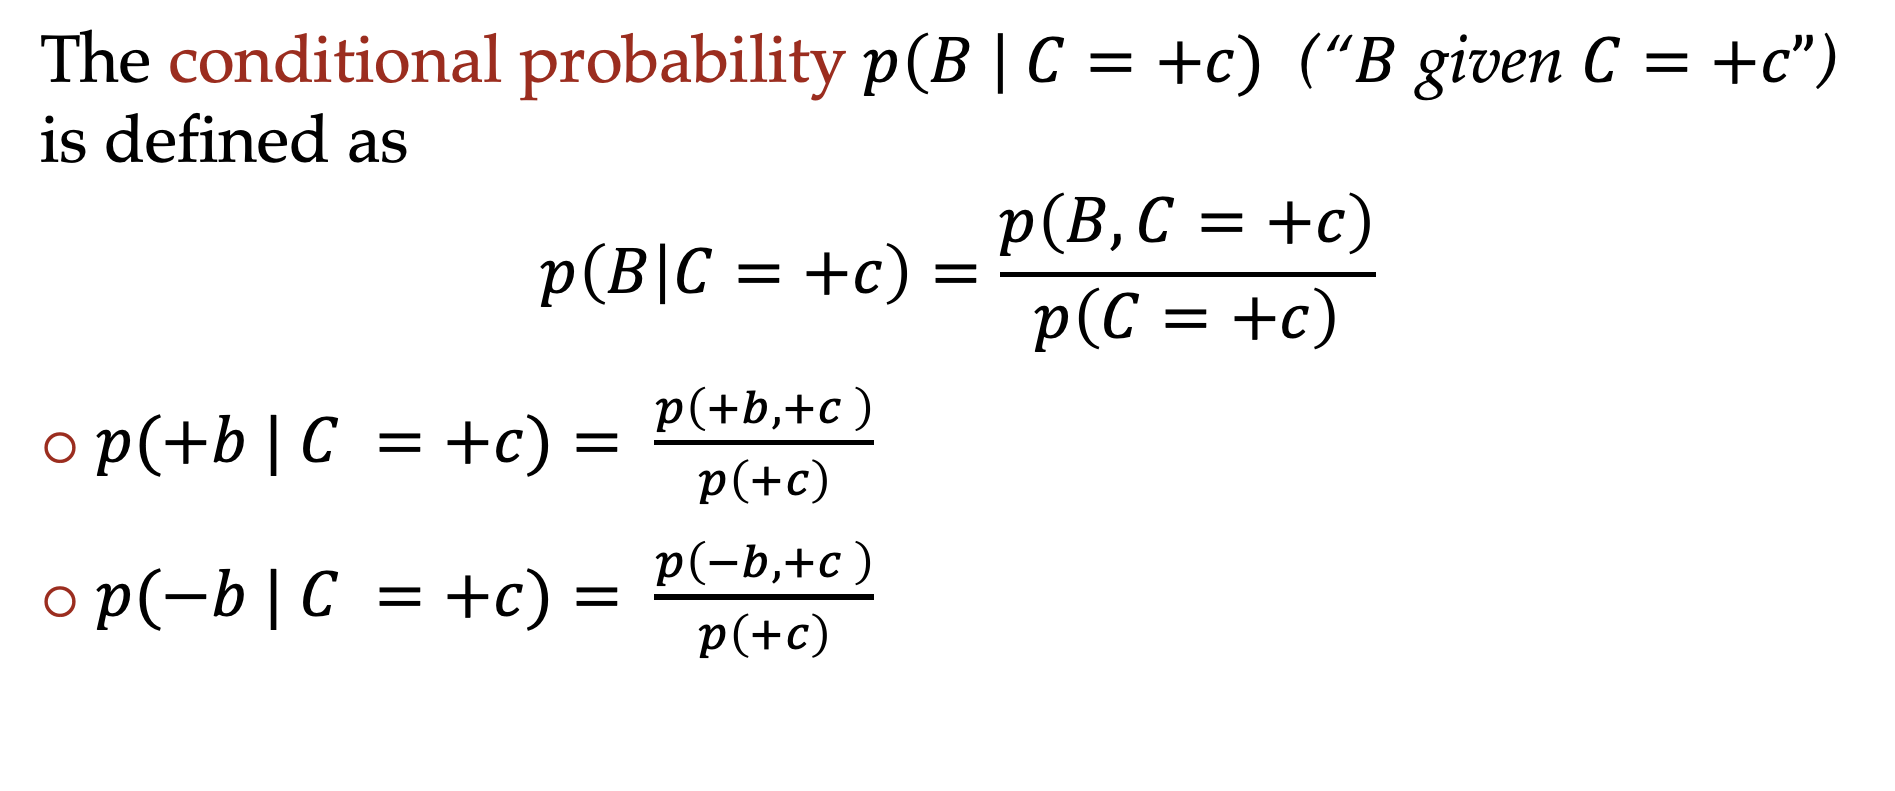 The conditional probability p(B | C = +c) (“B given C = +c”)
is defined as
p(B|C = +c) = p(B, C = +c) / p(C = +c)
○ p(+b | C = +c) = p(+b,+c ) / p(+c)
○ p(−b | C = +c) = p(−b,+c ) / p(+c)